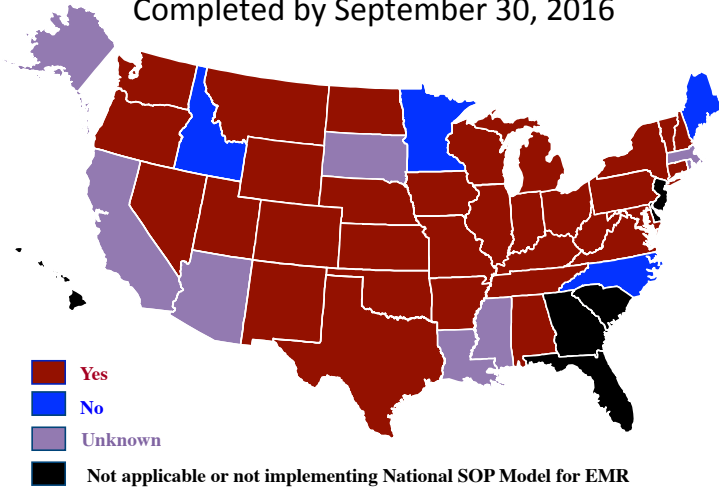 Completed by September 30, 2016
Yes
No
Unknown
Not applicable or not implementing National SOP Model for EMR